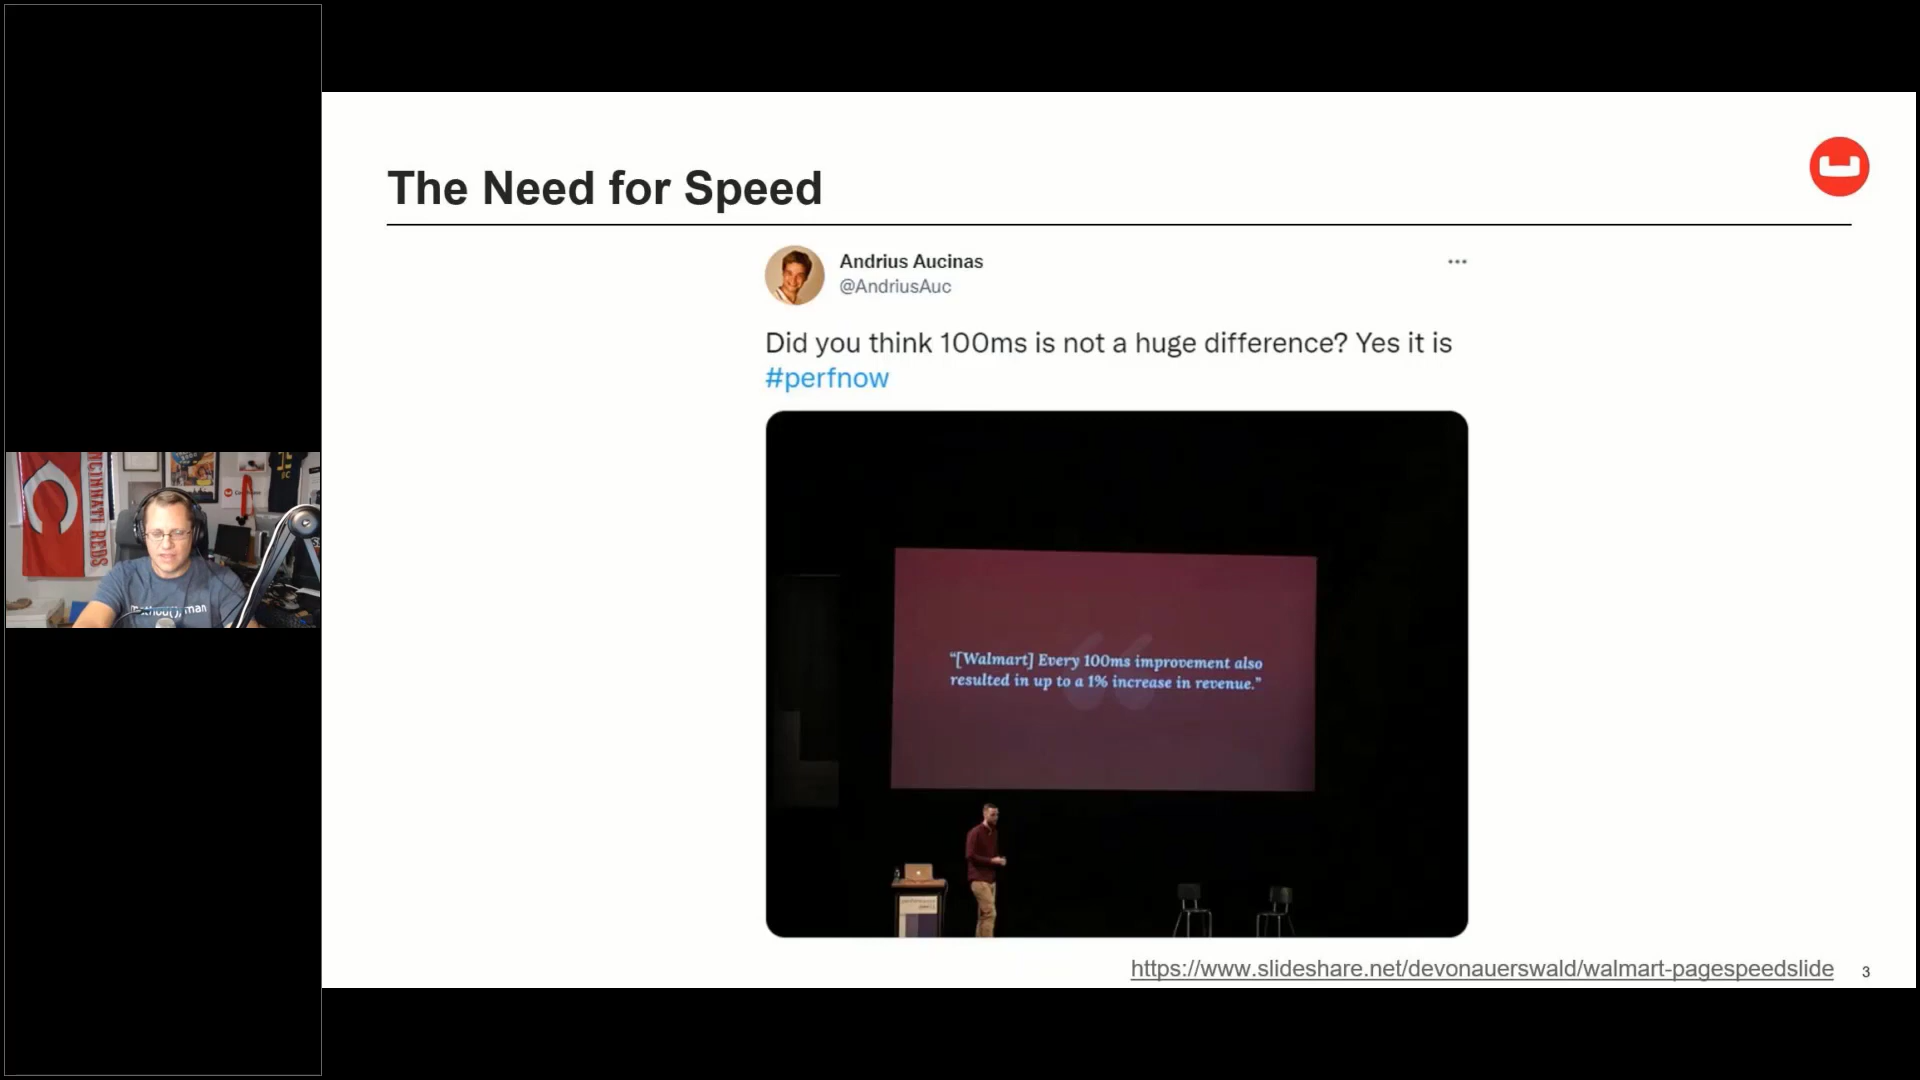 The Need for Speed
Andrius Aucinas
@AndriusAuc
Did you think 100ms is not a huge difference? Yes it is
#perfnow
“[Walmart] Every 100ms improvement also
resulted in up to a 1% increase in revenue.”
https://www.slideshare.net/devonauerswald/walmart-pagespeedslide
3
CINCINNATI REDS